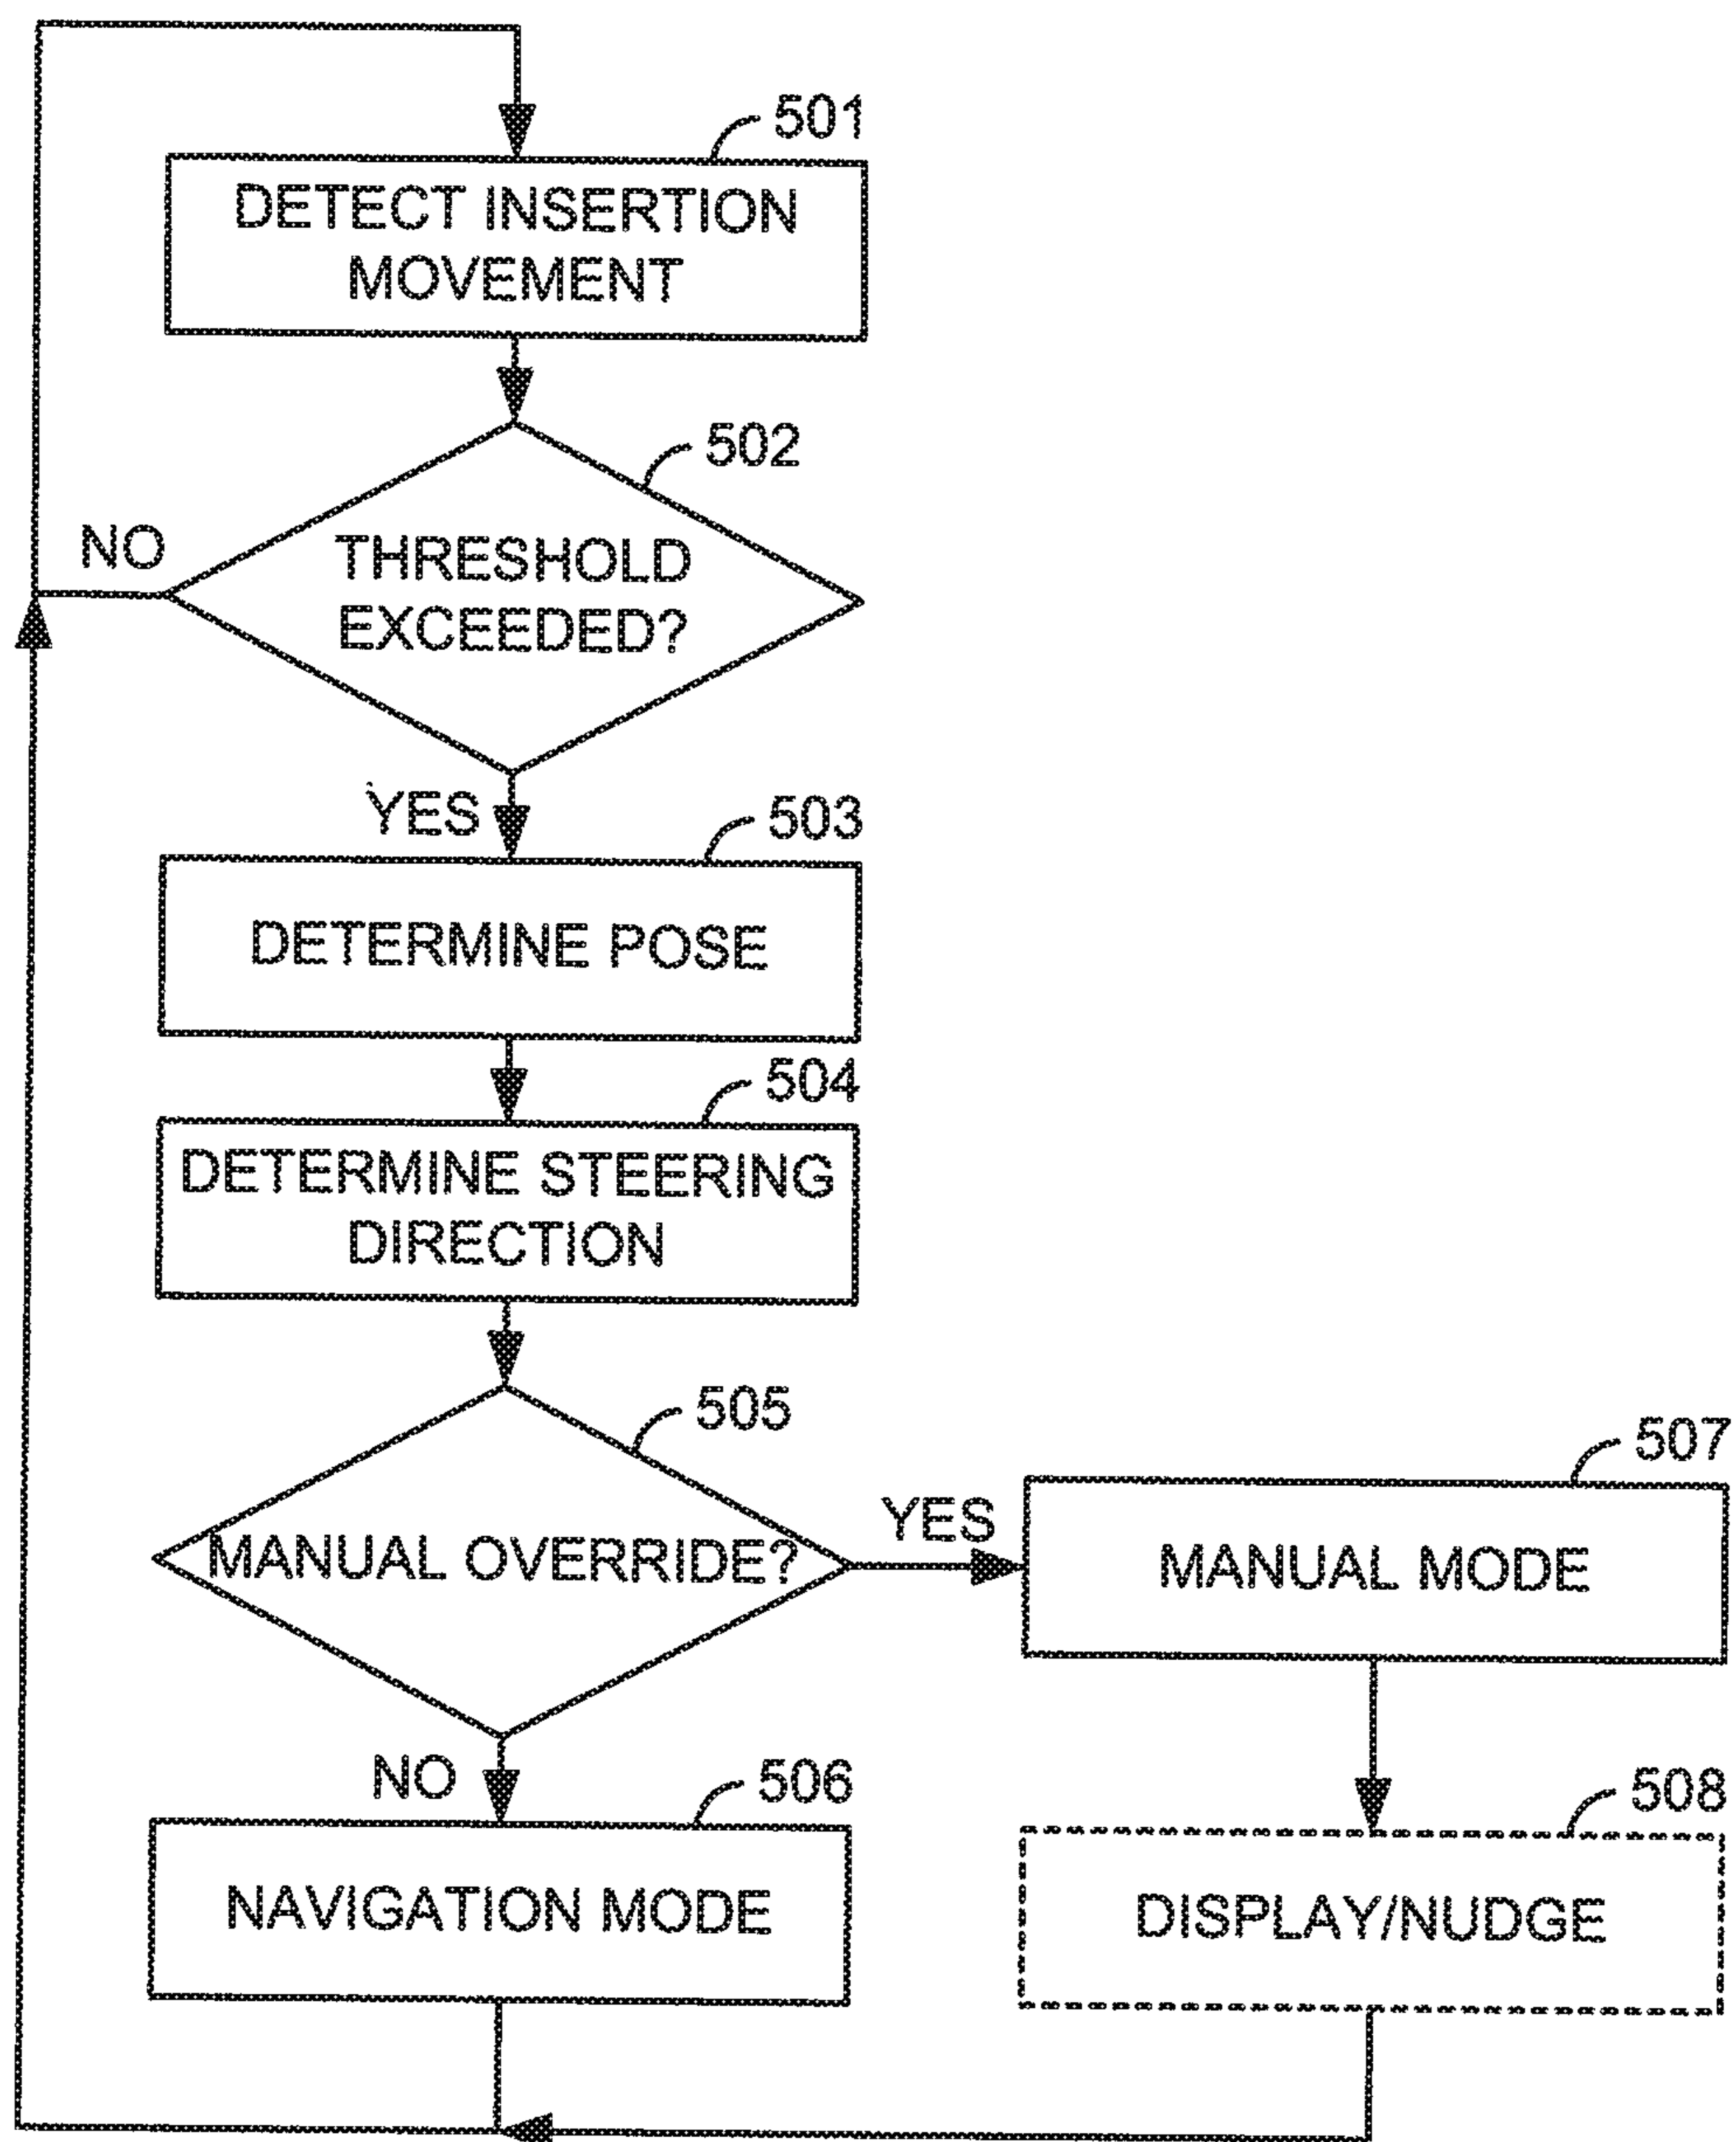 501
DETECT INSERTION
MOVEMENT
502
NO
THRESHOLD
EXCEEDED?
YES
503
DETERMINE POSE
504
DETERMINE STEERING
DIRECTION
505
MANUAL OVERRIDE?
YES
507
MANUAL MODE
NO
506
NAVIGATION MODE
508
DISPLAY/NUDGE